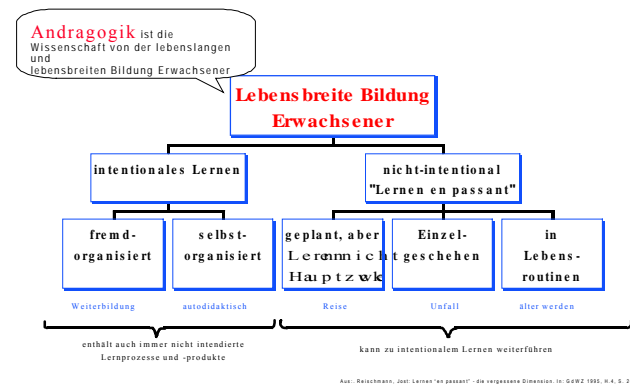 Andragogik ist die
Wissenschaft von der lebenslangen
und
lebensbreiten Bildung Erwachsener
Lebensbreite Bildung
Erwachsener
intentionales Lernen
nicht-intentional
"Lernen en passant"
fremd-
organisiert
selbst-
organisiert
geplant, aber
nicht
Einzel-
geschehen
in
Lebens-
routinen
Weiterbildung
autodidaktisch
Reise
Unfall
älter werden
enthält auch immer nicht intendierte
Lernprozesse und -produkte
kann zu intentionalem Lernen weiterführen
Aus: Reischmann, Jost: Lernen "en passant" - die vergessene Dimension. In: GdWZ 1995, H.4, S. 2